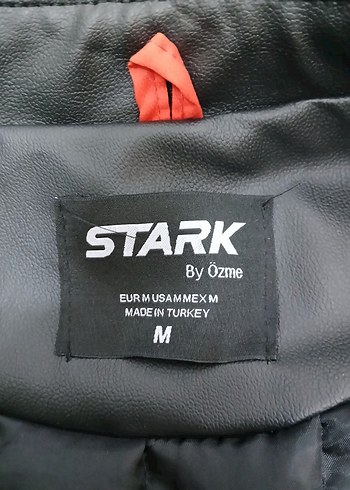 STARK
By Özme
EUR M USA M MEX M
MADE IN TURKEY
M